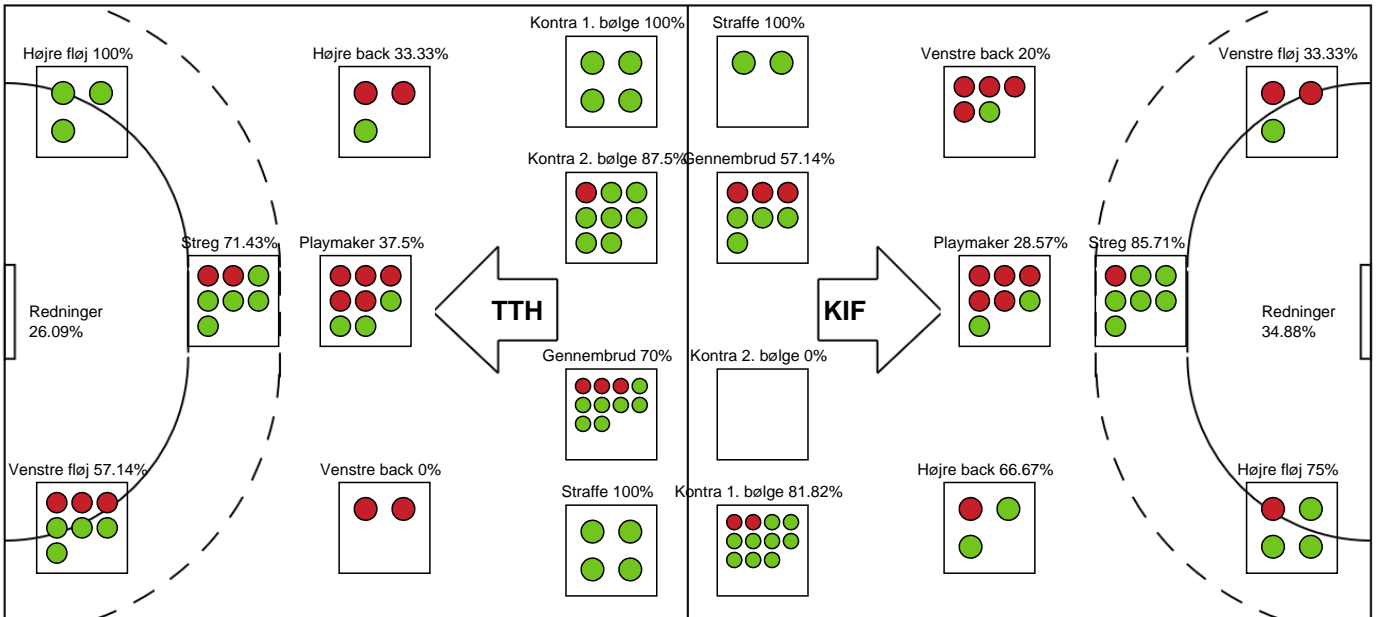 Kontra 1. bølge 100%
Straffe 100%
Højre fløj 100%
Højre back 33.33%
Venstre back 20%
Venstre fløj 33.33%
Kontra 2. bølge 87.5%
Gennembrud 57.14%
Streg 71.43%
Playmaker 37.5%
Playmaker 28.57%
Streg 85.71%
TTH
KIF
Redninger
26.09%
Redninger
34.88%
Gennembrud 70%
Kontra 2. bølge 0%
Venstre fløj 57.14%
Venstre back 0%
Højre back 66.67%
Højre fløj 75%
Straffe 100%
Kontra 1. bølge 81.82%